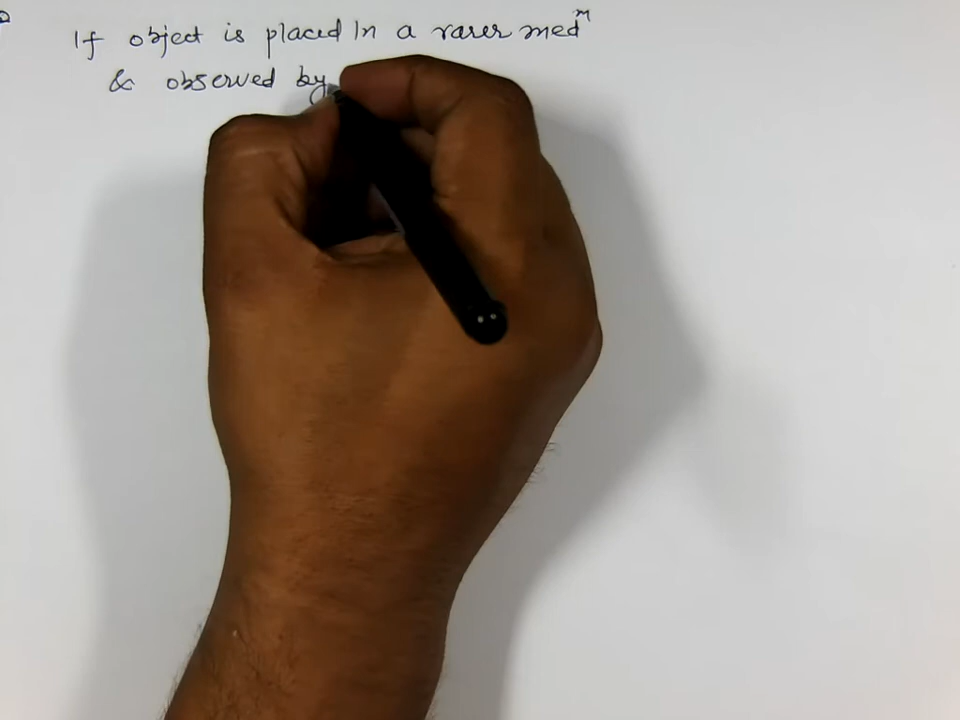 If object is placed In a rarer medᵐ
& observed by